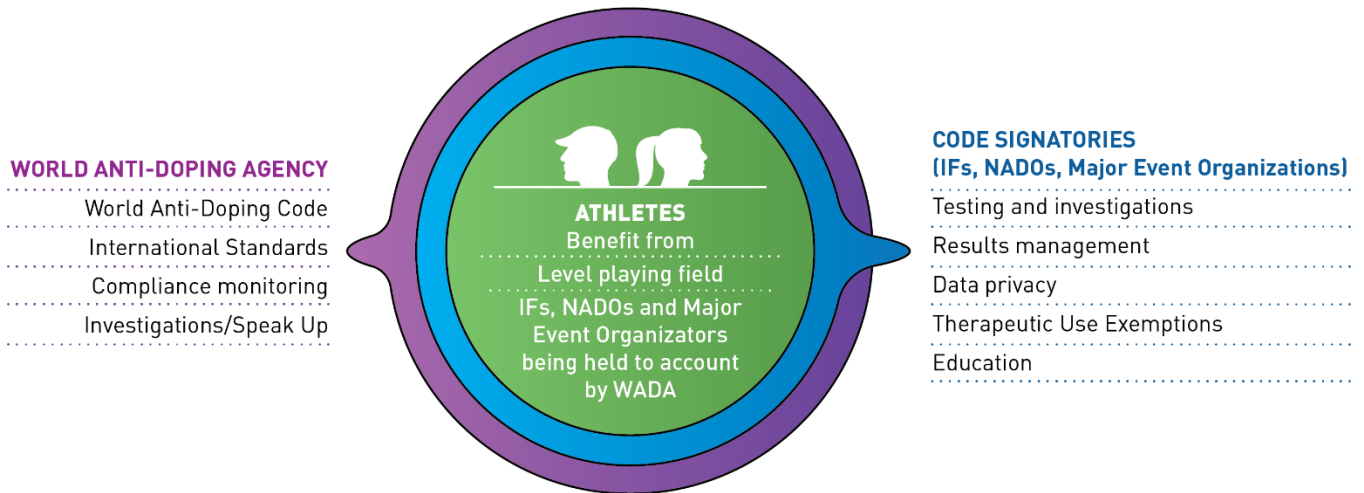 WORLD ANTI-DOPING AGENCY
World Anti-Doping Code
International Standards
Compliance monitoring
Investigations/Speak Up
ATHLETES
Benefit from
Level playing field
IFs, NADOs and Major
Event Organizators
being held to account
by WADA
CODE SIGNATORIES
(IFs, NADOs, Major Event Organizations)
Testing and investigations
Results management
Data privacy
Therapeutic Use Exemptions
Education